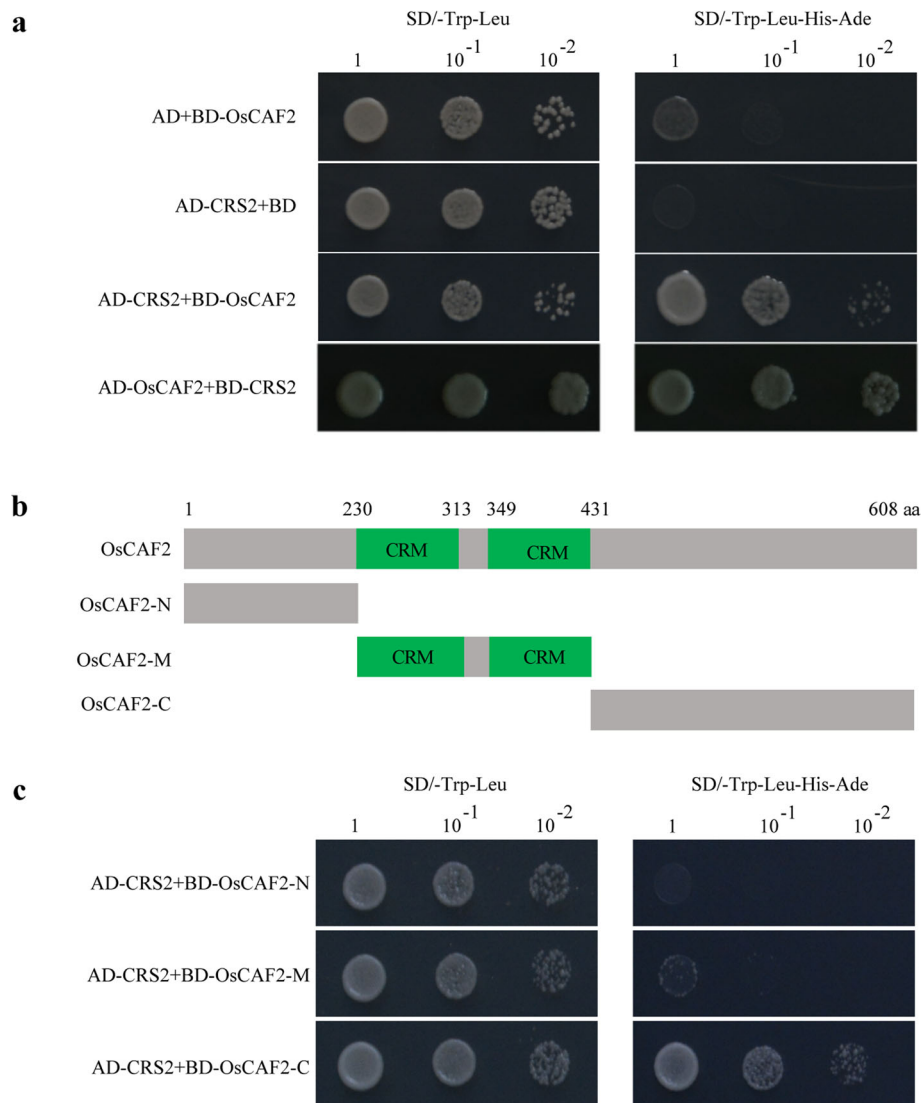 a
SD/-Trp-Leu SD/-Trp-Leu-His-Ade
1 10⁻¹ 10⁻² 1 10⁻¹ 10⁻²
AD+BD-OsCAF2
AD-CRS2+BD
AD-CRS2+BD-OsCAF2
AD-OsCAF2+BD-CRS2
b
1 230 313 349 431 608 aa
OsCAF2 CRM CRM
OsCAF2-N
OsCAF2-M CRM CRM
OsCAF2-C
c
SD/-Trp-Leu SD/-Trp-Leu-His-Ade
1 10⁻¹ 10⁻² 1 10⁻¹ 10⁻²
AD-CRS2+BD-OsCAF2-N
AD-CRS2+BD-OsCAF2-M
AD-CRS2+BD-OsCAF2-C